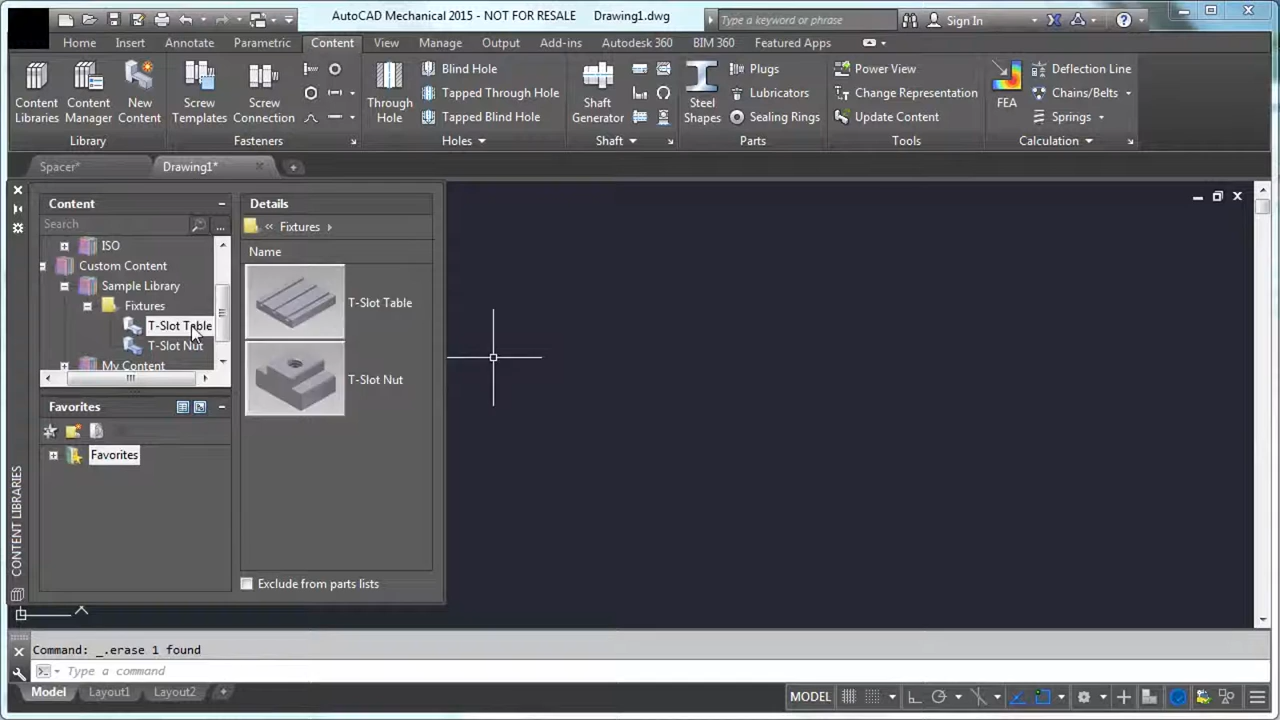 AutoCAD Mechanical 2015 - NOT FOR RESALE Drawing1.dwg
Type a keyword or phrase
Sign In
Home Insert Annotate Parametric Content View Manage Output Add-ins Autodesk 360 BIM 360 Featured Apps
Content Libraries
Content Manager
New Content
Library
Screw Templates
Screw Connection
Fasteners
Through Hole
Blind Hole
Tapped Through Hole
Tapped Blind Hole
Holes
Shaft Generator
Shaft
Steel Shapes
Plugs
Lubricators
Sealing Rings
Parts
Power View
Change Representation
Update Content
Tools
FEA
Deflection Line
Chains/Belts
Springs
Calculation
Spacer*
Drawing1*
Content
Search
...
ISO
Custom Content
Sample Library
Fixtures
T-Slot Table
T-Slot Nut
My Content
Favorites
Favorites
CONTENT LIBRARIES
Details
« Fixtures
Name
T-Slot Table
T-Slot Nut
Exclude from parts lists
Command: _.erase 1 found
Type a command
Model Layout1 Layout2 +
MODEL